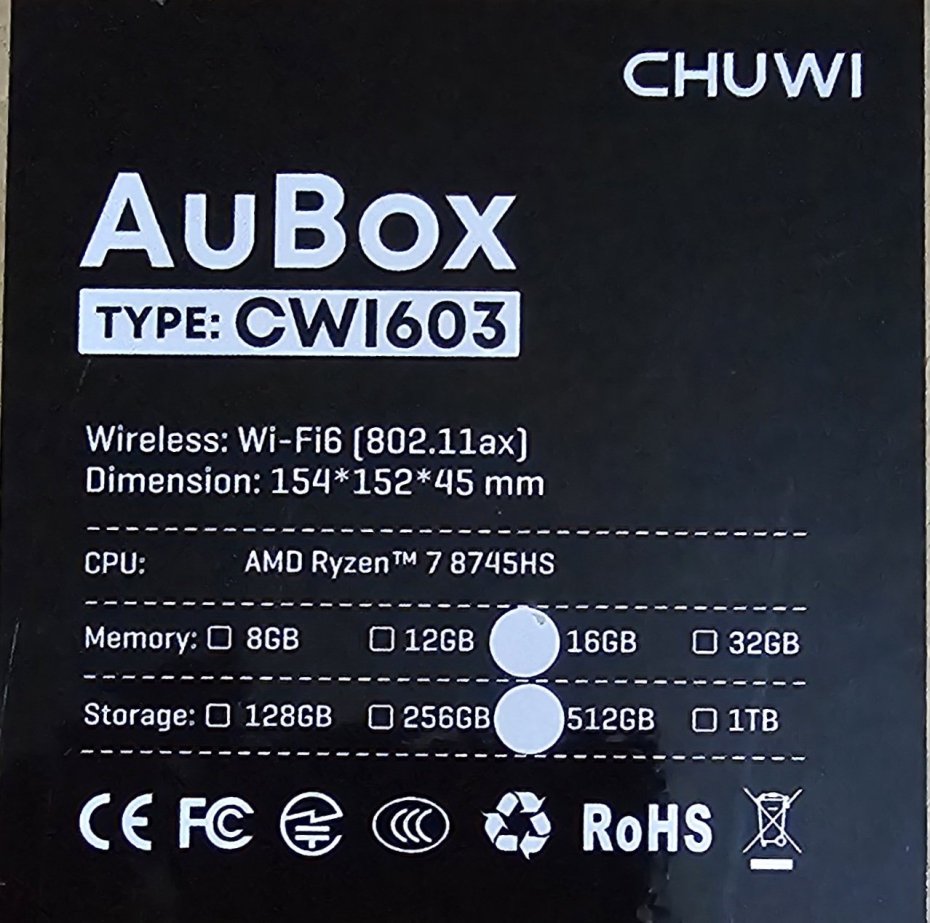 CHUWI
AuBox
TYPE: CWI603
Wireless: Wi-Fi6 (802.11ax)
Dimension: 154*152*45 mm
CPU: AMD Ryzen™ 7 8745HS
Memory: □ 8GB □ 12GB 16GB □ 32GB
Storage: □ 128GB □ 256GB 512GB □ 1TB
CE FC RoHS